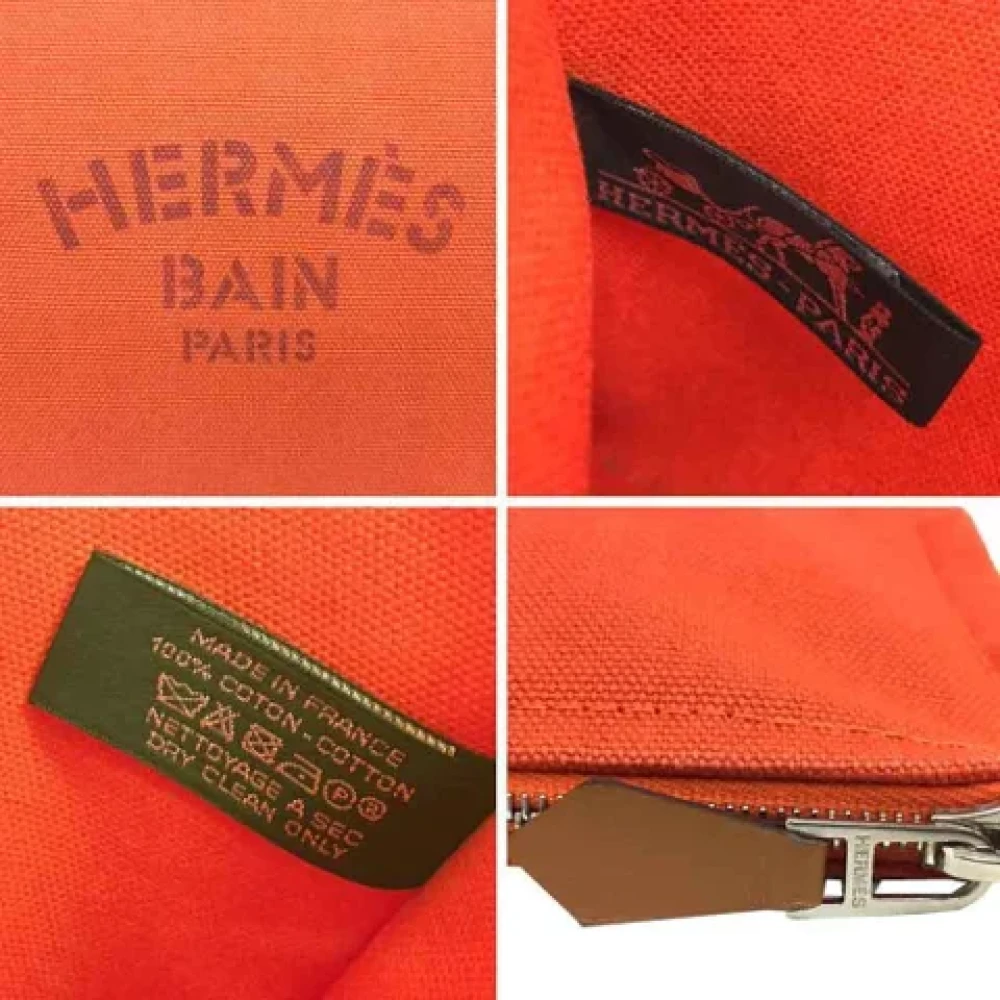 HERMÈS
BAIN
PARIS
HERMÈS-PARIS
MADE IN FRANCE
100% COTON - COTTON
P
NETTOYAGE A SEC
DRY CLEAN ONLY
HERMES